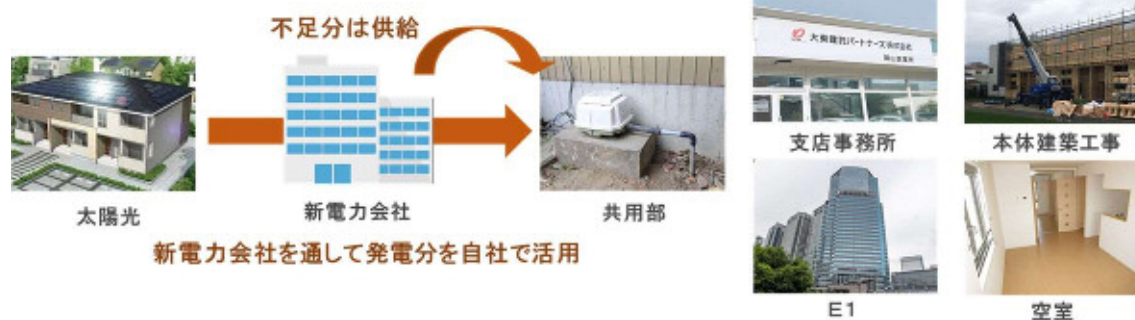 不足分は供給
太陽光
新電力会社
共用部
新電力会社を通して発電分を自社で活用
大東建託パートナーズ株式会社
支店事務所
本体建築工事
E1
空室